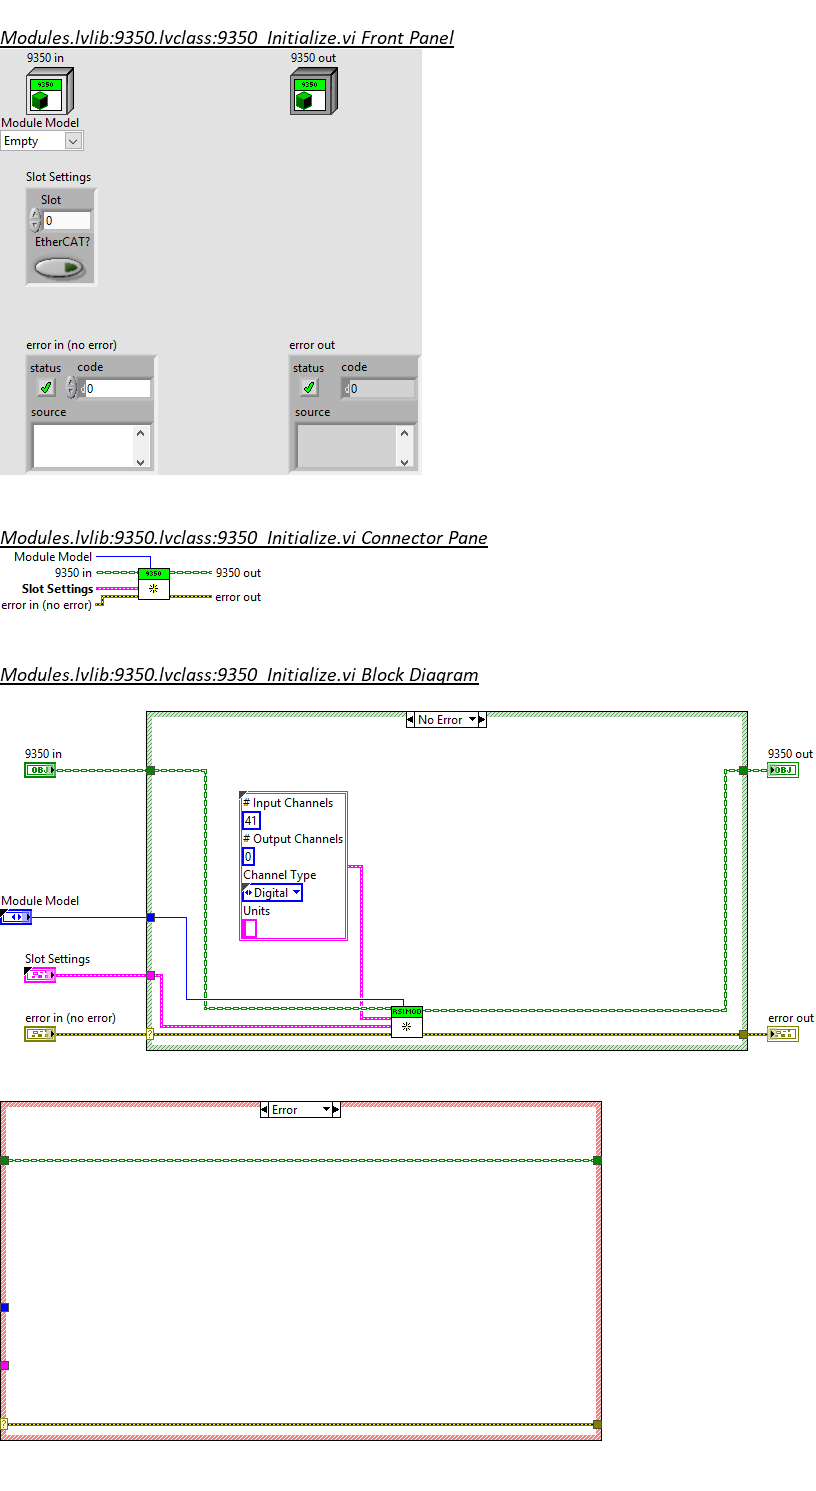 Modules.lvlib:9350.lvclass:9350_Initialize.vi Front Panel
9350 in
9350 out
9350
9350
Module Model
Empty
Slot Settings
Slot
0
EtherCAT?
error in (no error)
error out
status code
status code
d 0
d 0
source
source
Modules.lvlib:9350.lvclass:9350_Initialize.vi Connector Pane
Module Model
9350 in
9350
9350 out
Slot Settings
error in (no error)
error out
Modules.lvlib:9350.lvclass:9350_Initialize.vi Block Diagram
No Error
9350 in
9350 out
OBJ
OBJ
# Input Channels
41
# Output Channels
0
Channel Type
Digital
Units
Module Model
Slot Settings
RSIMOD
error in (no error)
error out
?
Error
?